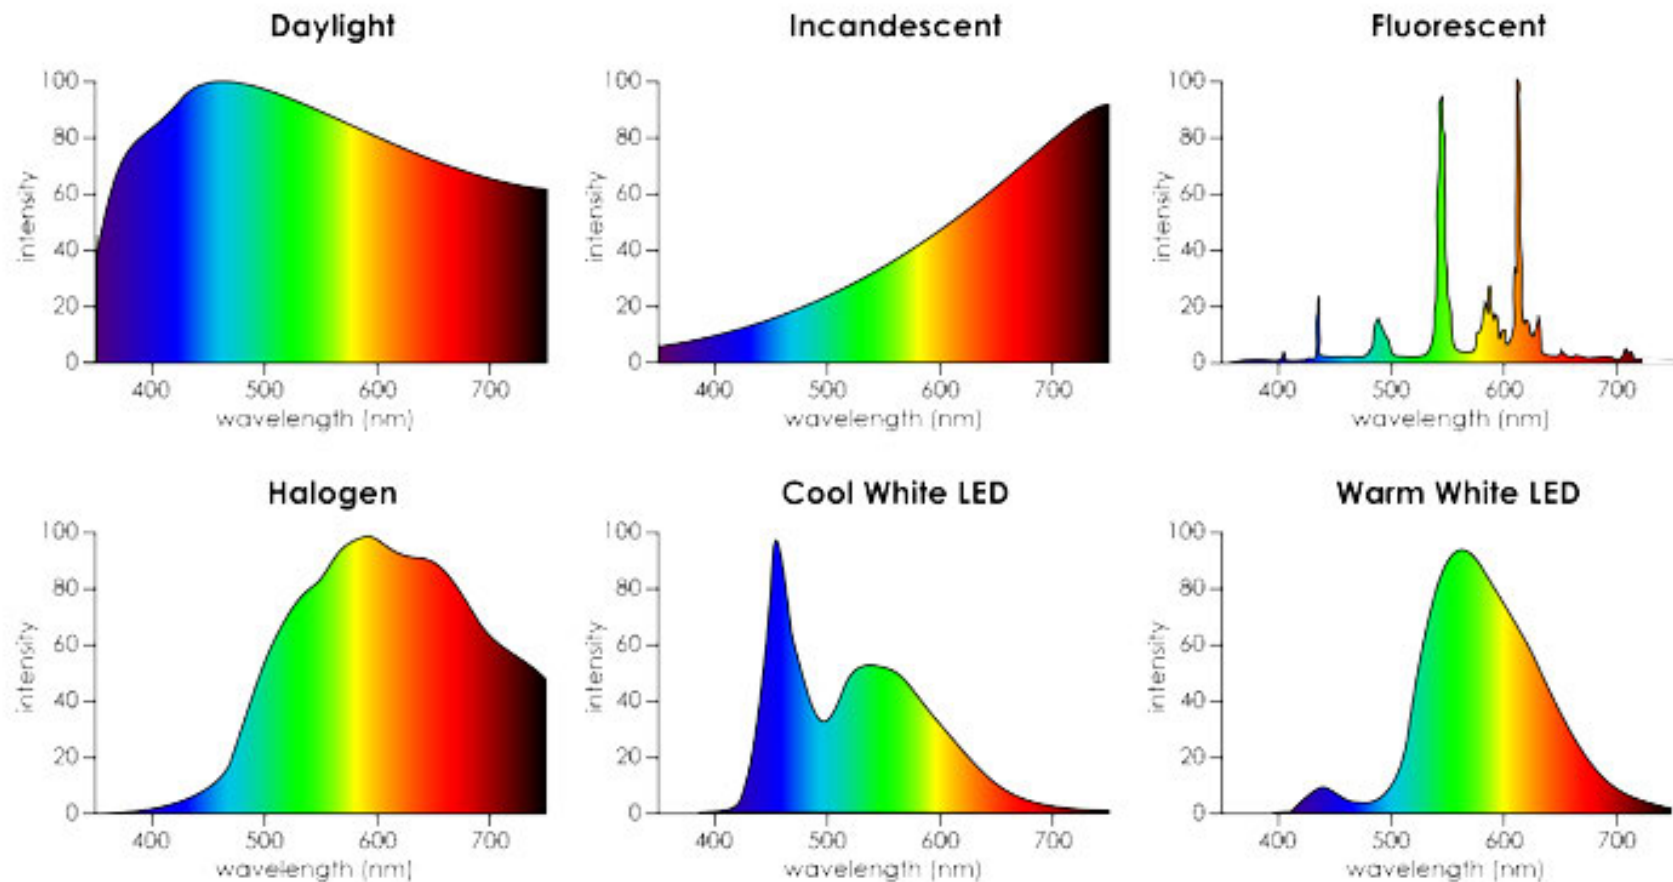 Daylight Incandescent Fluorescent
100 100 100
80 80 80
60 60 60
40 40 40
20 20 20
0 0 0
intensity intensity intensity
400 500 600 700 400 500 600 700 400 500 600 700
wavelength (nm) wavelength (nm) wavelength (nm)
Halogen Cool White LED Warm White LED
100 100 100
80 80 80
60 60 60
40 40 40
20 20 20
0 0 0
intensity intensity intensity
400 500 600 700 400 500 600 700 400 500 600 700
wavelength (nm) wavelength (nm) wavelength (nm)